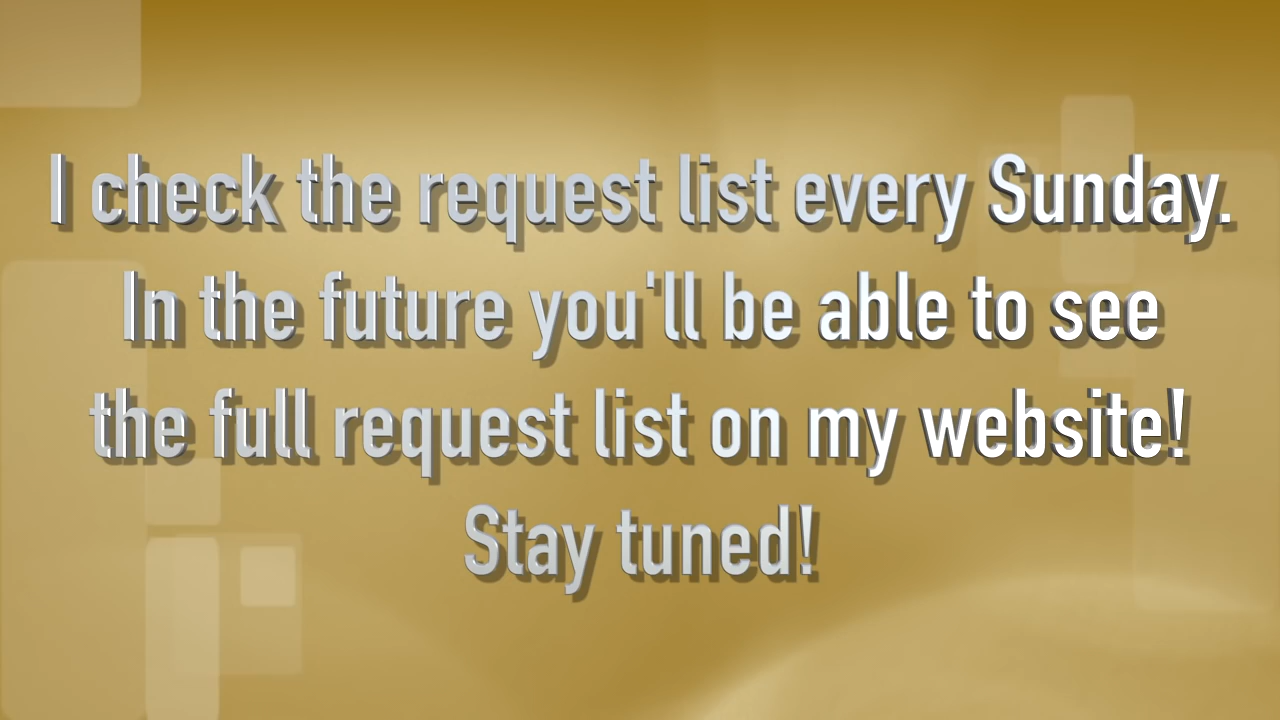 I check the request list every Sunday.
In the future you'll be able to see
the full request list on my website!
Stay tuned!